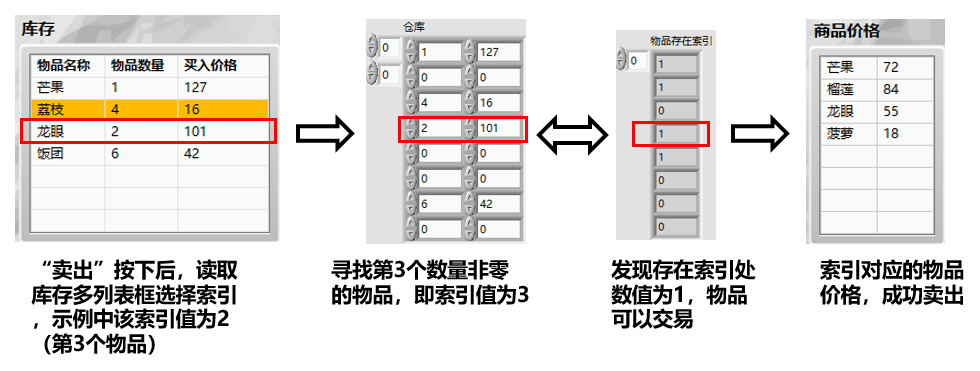 库存
物品名称 物品数量 买入价格
芒果 1 127
荔枝 4 16
龙眼 2 101
饭团 6 42
仓库
0
0
1 127
0 0
4 16
2 101
0 0
0 0
6 42
0 0
物品存在索引
0
1
1
0
1
1
0
0
0
商品价格
芒果 72
榴莲 84
龙眼 55
菠萝 18
“卖出”按下后，读取
库存多列表框选择索引
，示例中该索引值为2
（第3个物品）
寻找第3个数量非零
的物品，即索引值为3
发现存在索引处
数值为1，物品
可以交易
索引对应的物品
价格，成功卖出